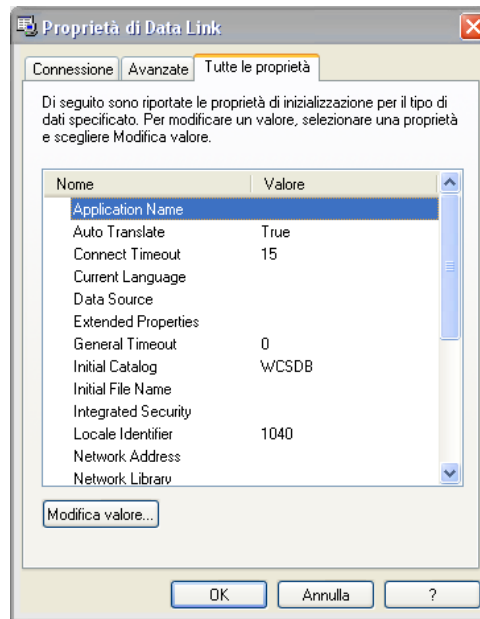 Proprietà di Data Link
Connessione Avanzate Tutte le proprietà
Di seguito sono riportate le proprietà di inizializzazione per il tipo di
dati specificato. Per modificare un valore, selezionare una proprietà
e scegliere Modifica valore.
Nome Valore
Application Name
Auto Translate True
Connect Timeout 15
Current Language
Data Source
Extended Properties
General Timeout 0
Initial Catalog WCSDB
Initial File Name
Integrated Security
Locale Identifier 1040
Network Address
Network Library
Modifica valore...
OK Annulla ?